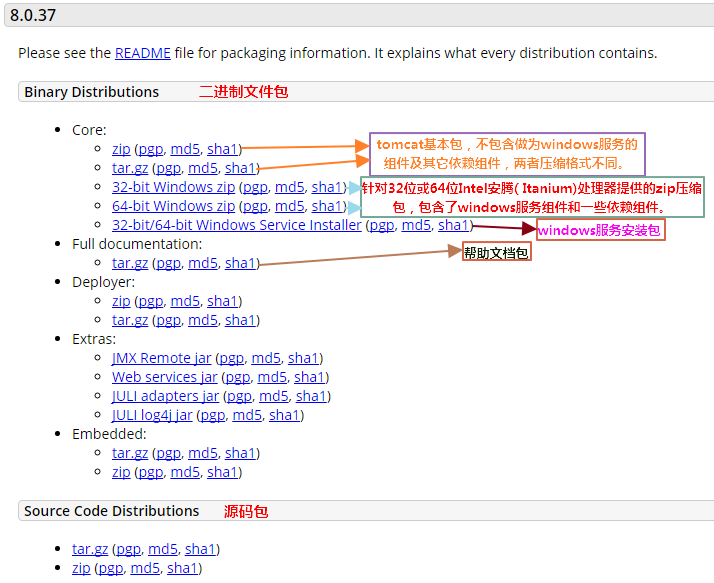 8.0.37
Please see the README file for packaging information. It explains what every distribution contains.
Binary Distributions 二进制文件包
Core:
zip (pgp, md5, sha1)
tar.gz (pgp, md5, sha1)
tomcat基本包，不包含做为windows服务的
组件及其它依赖组件，两者压缩格式不同。
32-bit Windows zip (pgp, md5, sha1)
64-bit Windows zip (pgp, md5, sha1)
针对32位或64位Intel安腾( Itanium)处理器提供的zip压缩
包，包含了windows服务组件和一些依赖组件。
32-bit/64-bit Windows Service Installer (pgp, md5, sha1)
windows服务安装包
Full documentation:
tar.gz (pgp, md5, sha1)
帮助文档包
Deployer:
zip (pgp, md5, sha1)
tar.gz (pgp, md5, sha1)
Extras:
JMX Remote jar (pgp, md5, sha1)
Web services jar (pgp, md5, sha1)
JULI adapters jar (pgp, md5, sha1)
JULI log4j jar (pgp, md5, sha1)
Embedded:
tar.gz (pgp, md5, sha1)
zip (pgp, md5, sha1)
Source Code Distributions 源码包
tar.gz (pgp, md5, sha1)
zip (pgp, md5, sha1)